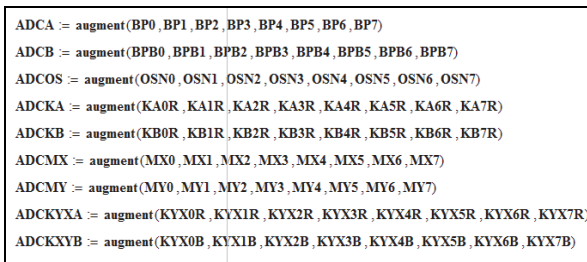 ADCA := augment(BP0 ,BP1 ,BP2 ,BP3 ,BP4 ,BP5 ,BP6 ,BP7)
ADCB := augment(BPB0 ,BPB1 ,BPB2 ,BPB3 ,BPB4 ,BPB5 ,BPB6 ,BPB7)
ADCOS := augment(OSN0 ,OSN1 ,OSN2 ,OSN3 ,OSN4 ,OSN5 ,OSN6 ,OSN7)
ADCKA := augment(KA0R ,KA1R ,KA2R ,KA3R ,KA4R ,KA5R ,KA6R ,KA7R)
ADCKB := augment(KB0R ,KB1R ,KB2R ,KB3R ,KB4R ,KB5R ,KB6R ,KB7R)
ADCMX := augment(MX0 ,MX1 ,MX2 ,MX3 ,MX4 ,MX5 ,MX6 ,MX7)
ADCMY := augment(MY0 ,MY1 ,MY2 ,MY3 ,MY4 ,MY5 ,MY6 ,MY7)
ADCKYXA := augment(KYX0R ,KYX1R ,KYX2R ,KYX3R ,KYX4R ,KYX5R ,KYX6R ,KYX7R)
ADCKXYB := augment(KYX0B ,KYX1B ,KYX2B ,KYX3B ,KYX4B ,KYX5B ,KYX6B ,KYX7B)